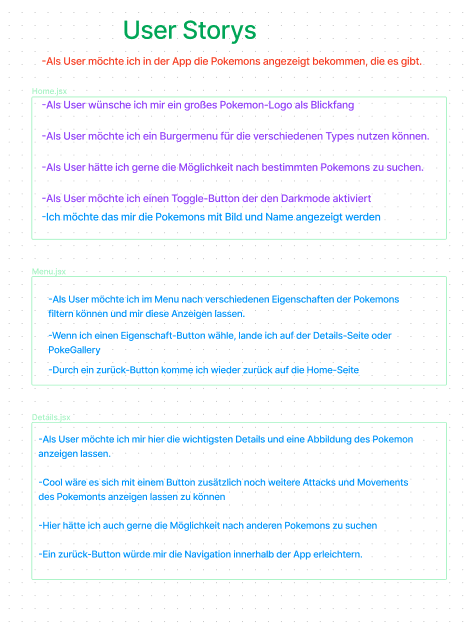 User Storys
-Als User möchte ich in der App die Pokemons angezeigt bekommen, die es gibt.
Home.jsx
-Als User wünsche ich mir ein großes Pokemon-Logo als Blickfang
-Als User möchte ich ein Burgermenu für die verschiedenen Types nutzen können.
-Als User hätte ich gerne die Möglichkeit nach bestimmten Pokemons zu suchen.
-Als User möchte ich einen Toggle-Button der den Darkmode aktiviert
-Ich möchte das mir die Pokemons mit Bild und Name angezeigt werden
Menu.jsx
-Als User möchte ich im Menu nach verschiedenen Eigenschaften der Pokemons
filtern können und mir diese Anzeigen lassen.
-Wenn ich einen Eigenschaft-Button wähle, lande ich auf der Details-Seite oder
PokeGallery
-Durch ein zurück-Button komme ich wieder zurück auf die Home-Seite
Details.jsx
-Als User möchte ich mir hier die wichtigsten Details und eine Abbildung des Pokemon
anzeigen lassen.
-Cool wäre es sich mit einem Button zusätzlich noch weitere Attacks und Movements
des Pokemonts anzeigen lassen zu können
-Hier hätte ich auch gerne die Möglichkeit nach anderen Pokemons zu suchen
-Ein zurück-Button würde mir die Navigation innerhalb der App erleichtern.